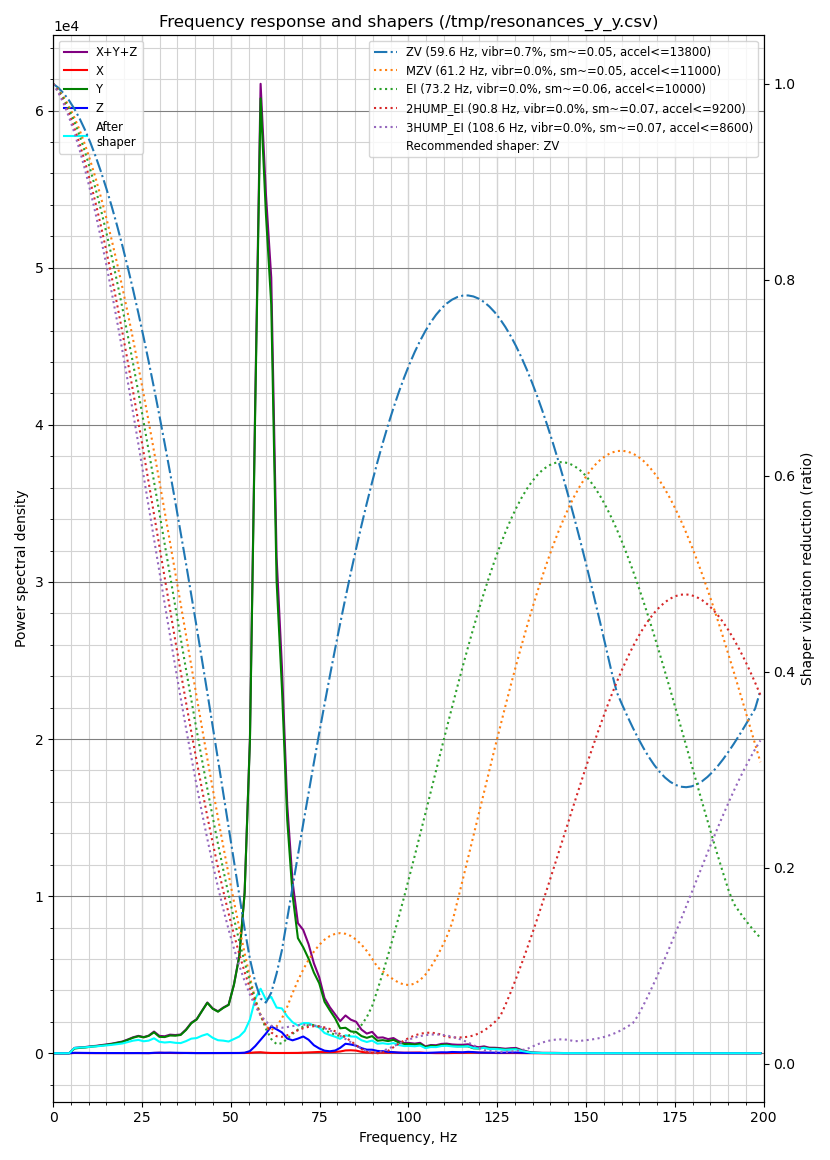 Frequency response and shapers (/tmp/resonances_y_y.csv)
1e4
X+Y+Z
X
Y
Z
After
shaper
ZV (59.6 Hz, vibr=0.7%, sm~=0.05, accel<=13800)
MZV (61.2 Hz, vibr=0.0%, sm~=0.05, accel<=11000)
EI (73.2 Hz, vibr=0.0%, sm~=0.06, accel<=10000)
2HUMP_EI (90.8 Hz, vibr=0.0%, sm~=0.07, accel<=9200)
3HUMP_EI (108.6 Hz, vibr=0.0%, sm~=0.07, accel<=8600)
Recommended shaper: ZV
Power spectral density
6
5
4
3
2
1
0
1.0
0.8
0.6
0.4
0.2
0.0
Shaper vibration reduction (ratio)
0 25 50 75 100 125 150 175 200
Frequency, Hz